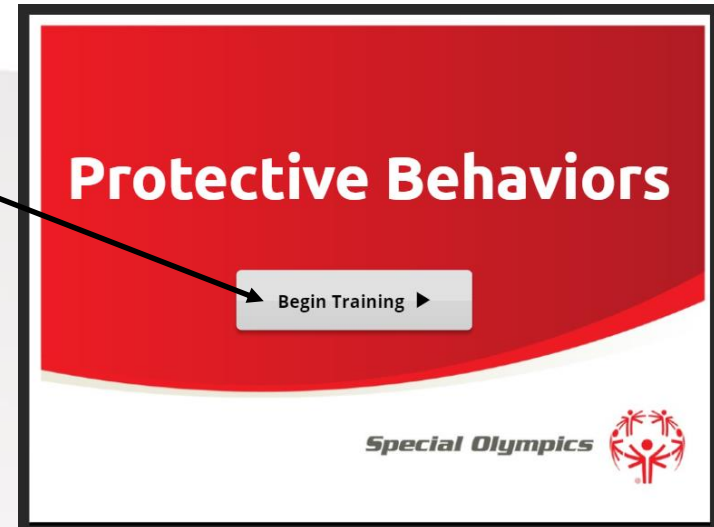 Protective Behaviors
Begin Training ▶
Special Olympics